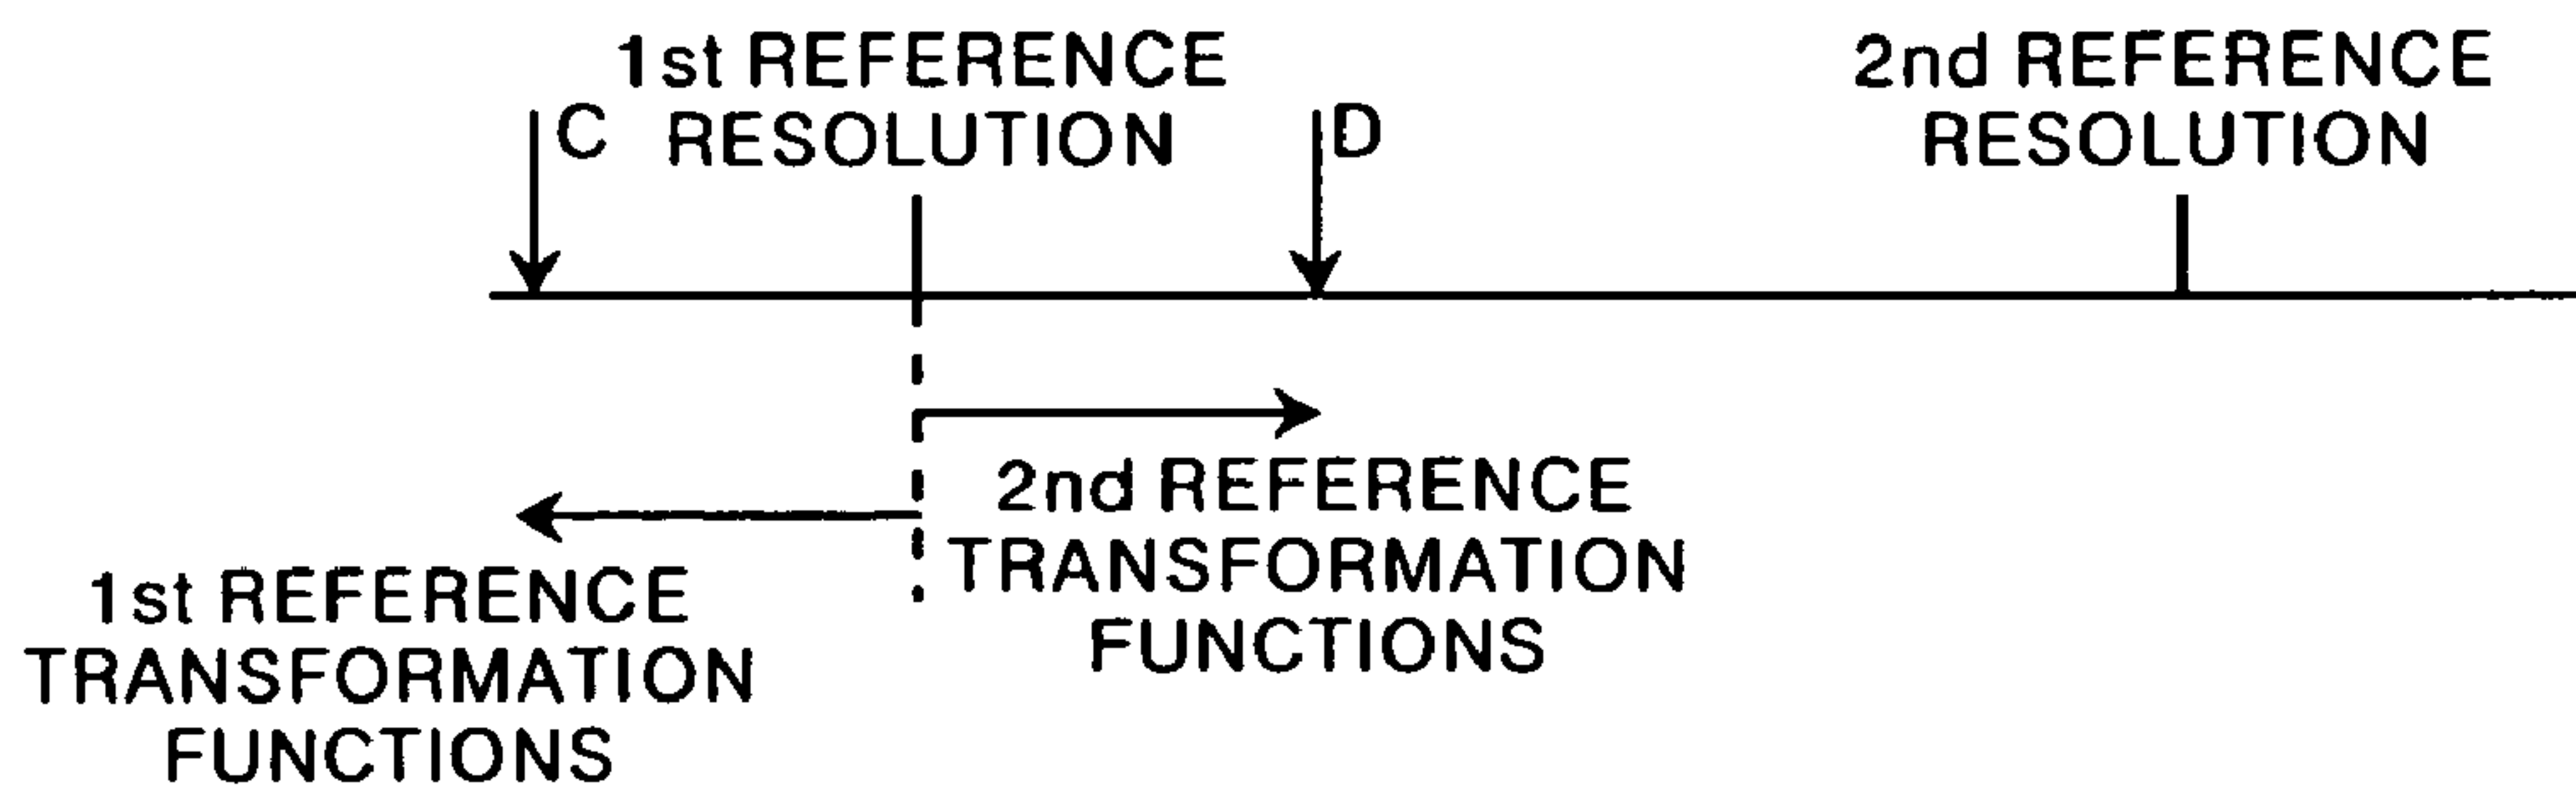 1st REFERENCE
RESOLUTION
C
D
2nd REFERENCE
RESOLUTION
2nd REFERENCE
TRANSFORMATION
FUNCTIONS
1st REFERENCE
TRANSFORMATION
FUNCTIONS